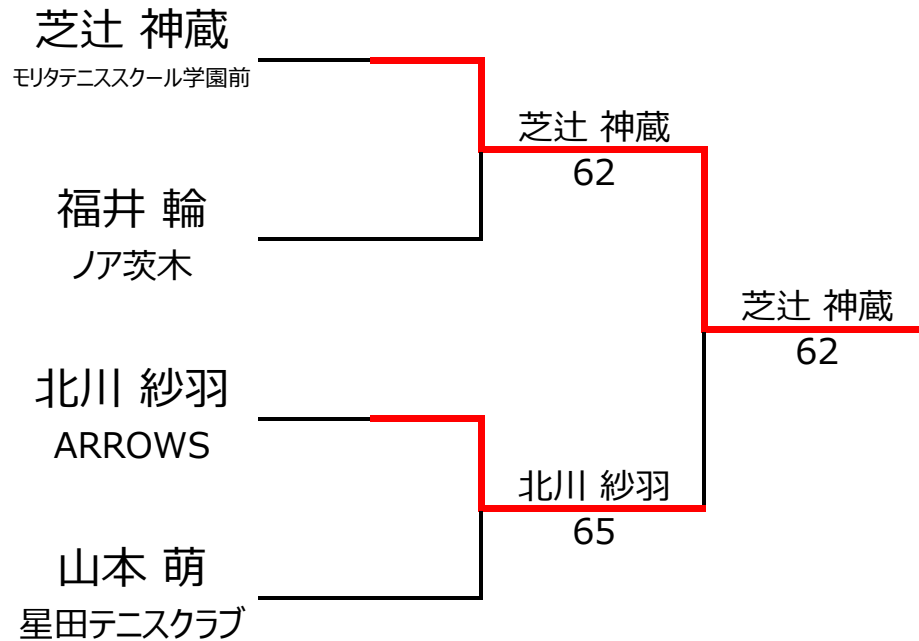 芝辻 神蔵
モリタテニススクール学園前
芝辻 神蔵
62
福井 輪
ノア茨木
芝辻 神蔵
62
北川 紗羽
ARROWS
北川 紗羽
65
山本 萌
星田テニスクラブ